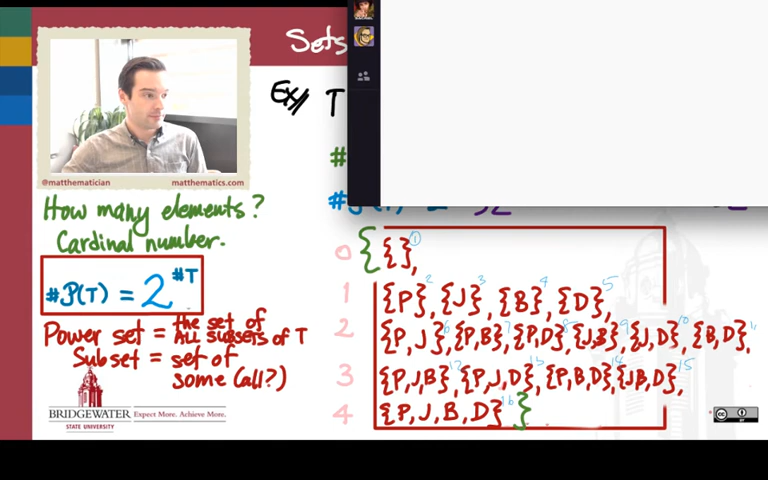 Sets
Ex/ T
@matthematician matthematics.com
#
How many elements?
Cardinal number.
#P(T) = 2^#T
Power set = the set of
ALL subsets of T
Subset = set of
some (all?)
BRIDGEWATER
STATE UNIVERSITY
Expect More. Achieve More.
0 { { }, 1
1 {P}, 2 {J}, 3 {B}, 4 {D}, 5
2 {P,J}, 6 {P,B}, 7 {P,D}, 8 {J,B}, 9 {J,D}, 10 {B,D},
3 {P,J,B}, 12 {P,J,D}, 13 {P,B,D}, 14 {J,B,D}, 15
4 {P,J,B,D} 16 }
cc
BY